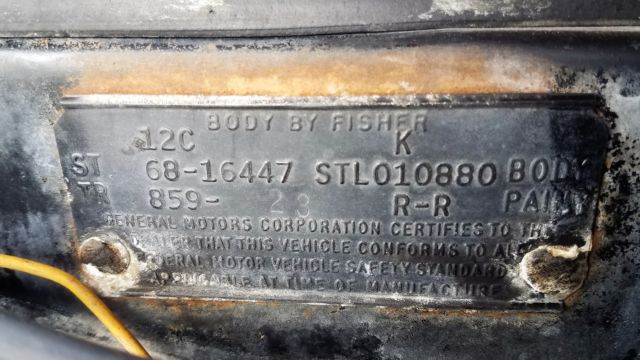 BODY BY FISHER
12C K
ST 68-16447 STL010880 BODY
TR 859- R-R PAINT
GENERAL MOTORS CORPORATION CERTIFIES TO THE
DEALER THAT THIS VEHICLE CONFORMS TO ALL
FEDERAL MOTOR VEHICLE SAFETY STANDARDS
APPLICABLE AT TIME OF MANUFACTURE